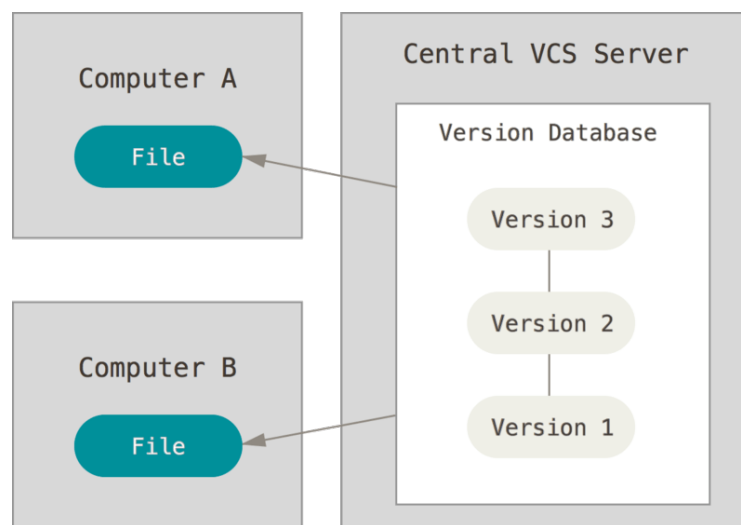 Computer A
File
Computer B
File
Central VCS Server
Version Database
Version 3
Version 2
Version 1